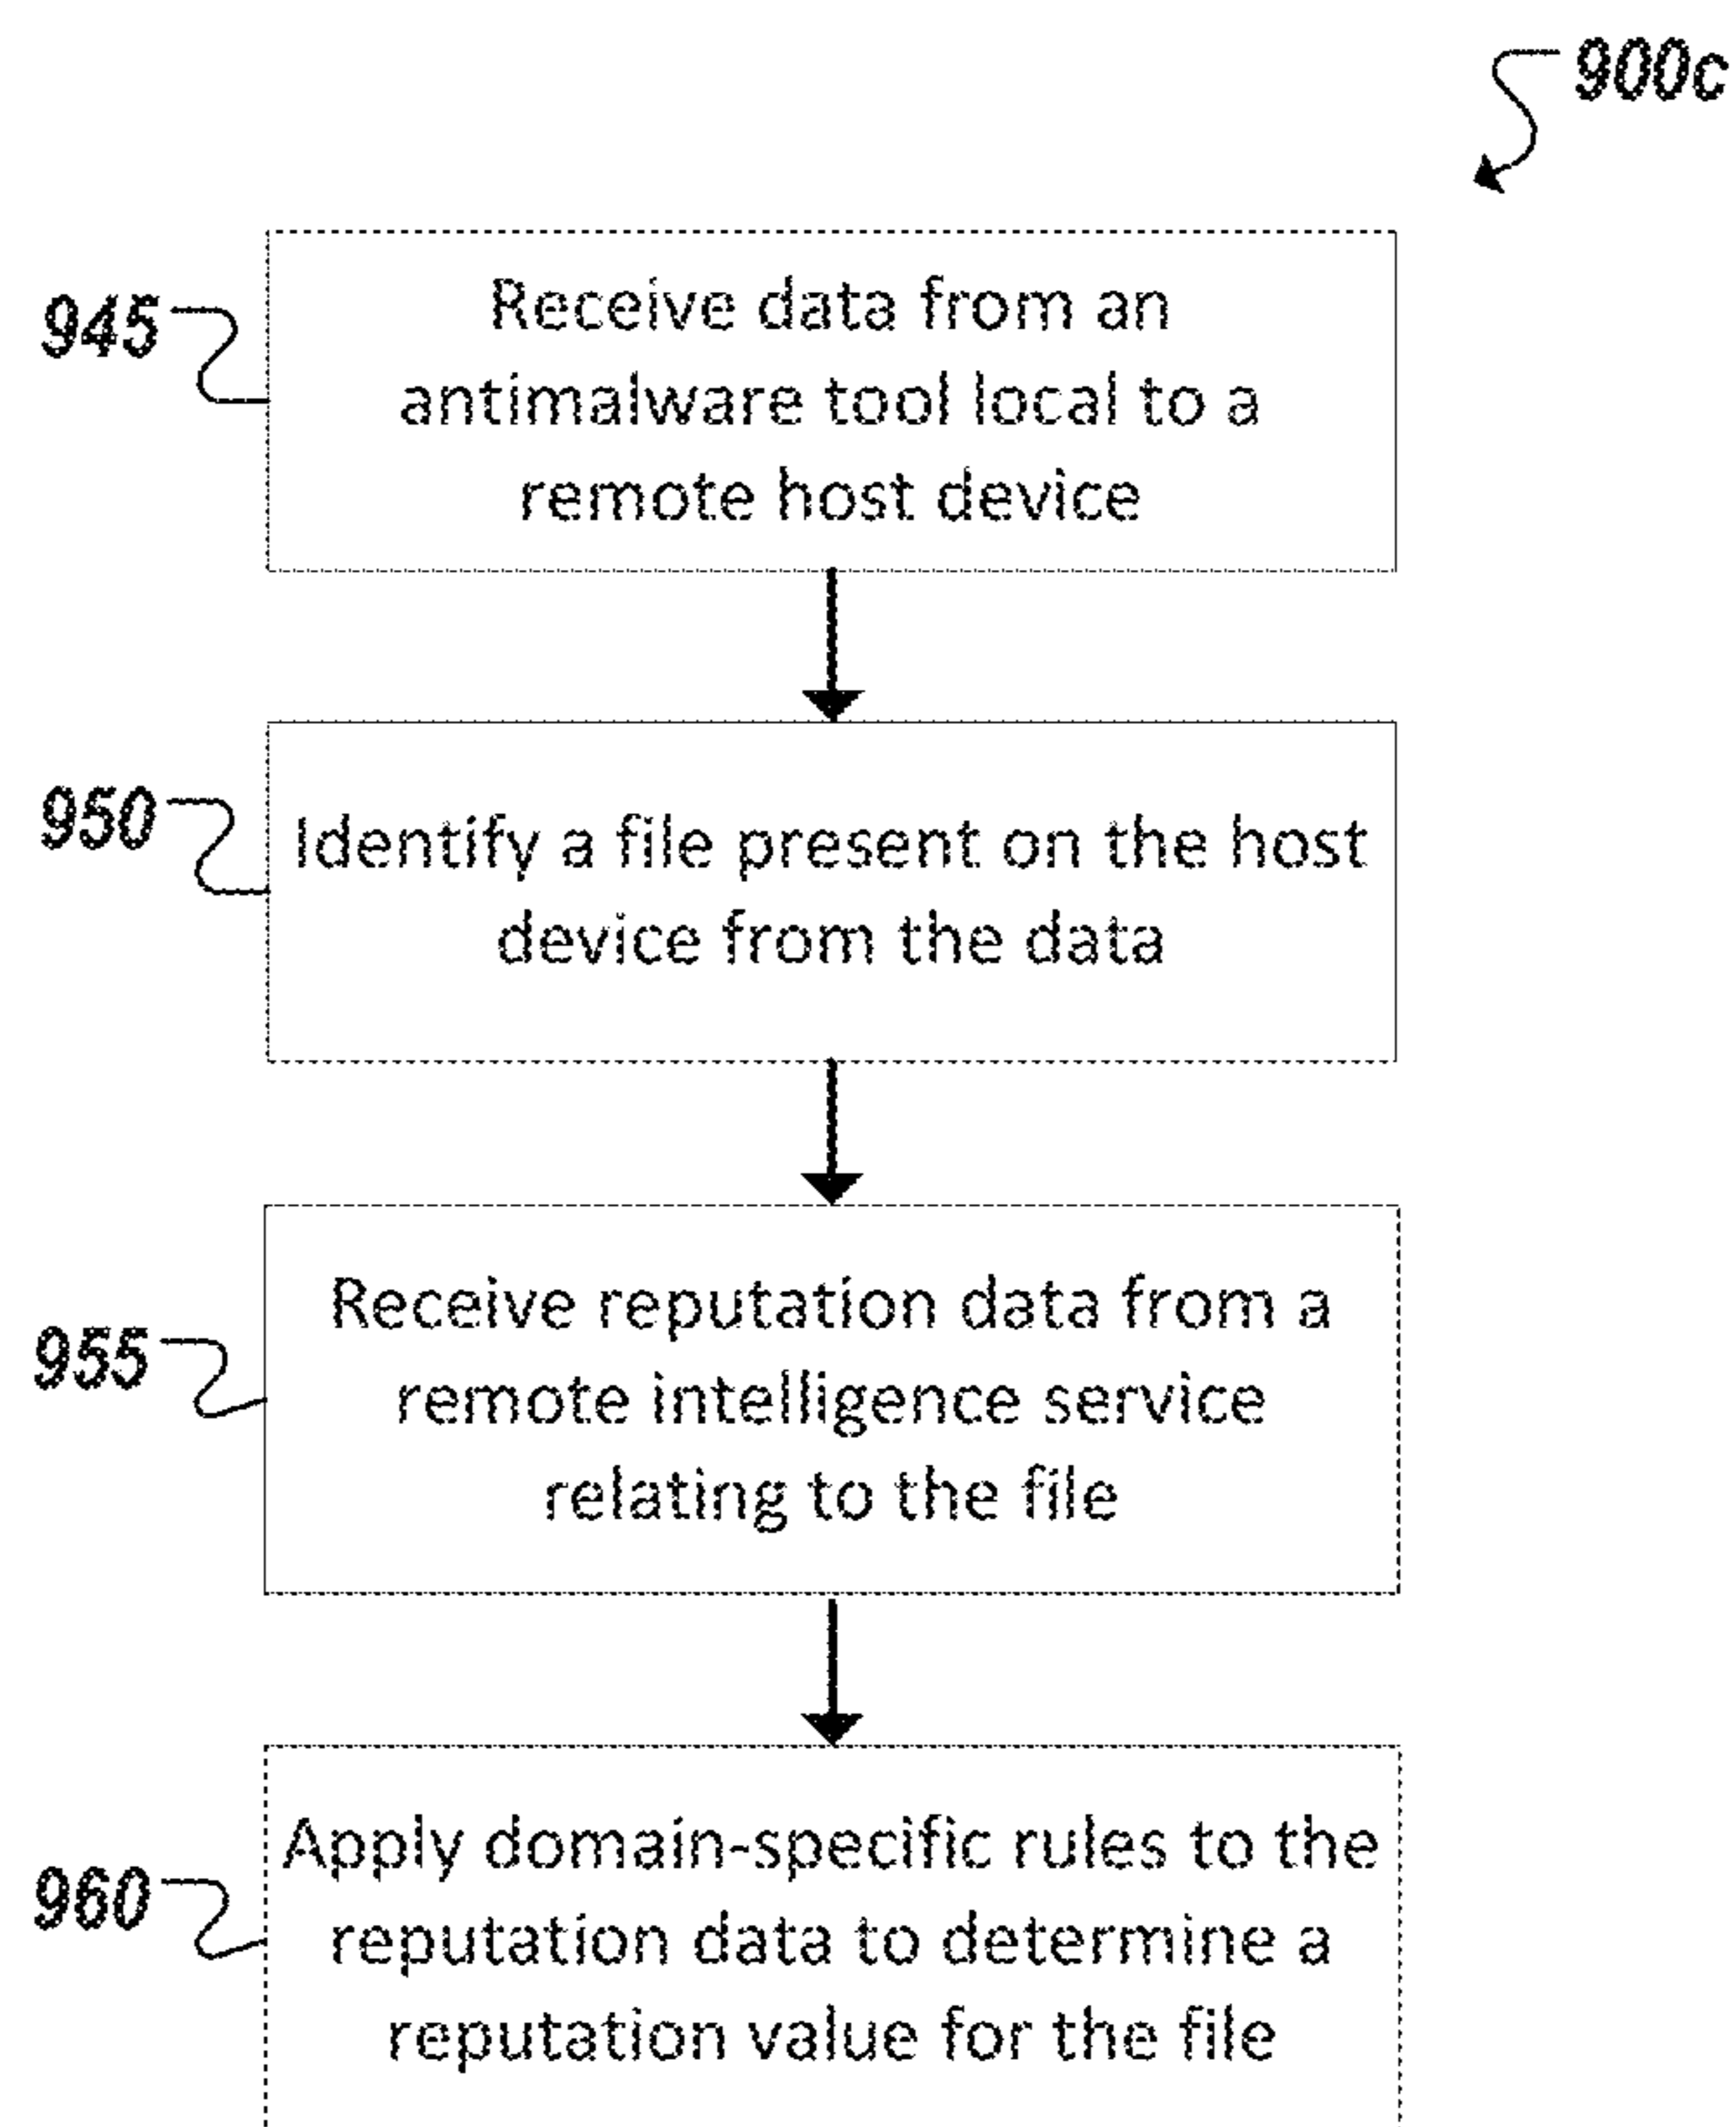 900c
945
Receive data from an
antimalware tool local to a
remote host device
950
Identify a file present on the host
device from the data
955
Receive reputation data from a
remote intelligence service
relating to the file
960
Apply domain-specific rules to the
reputation data to determine a
reputation value for the file